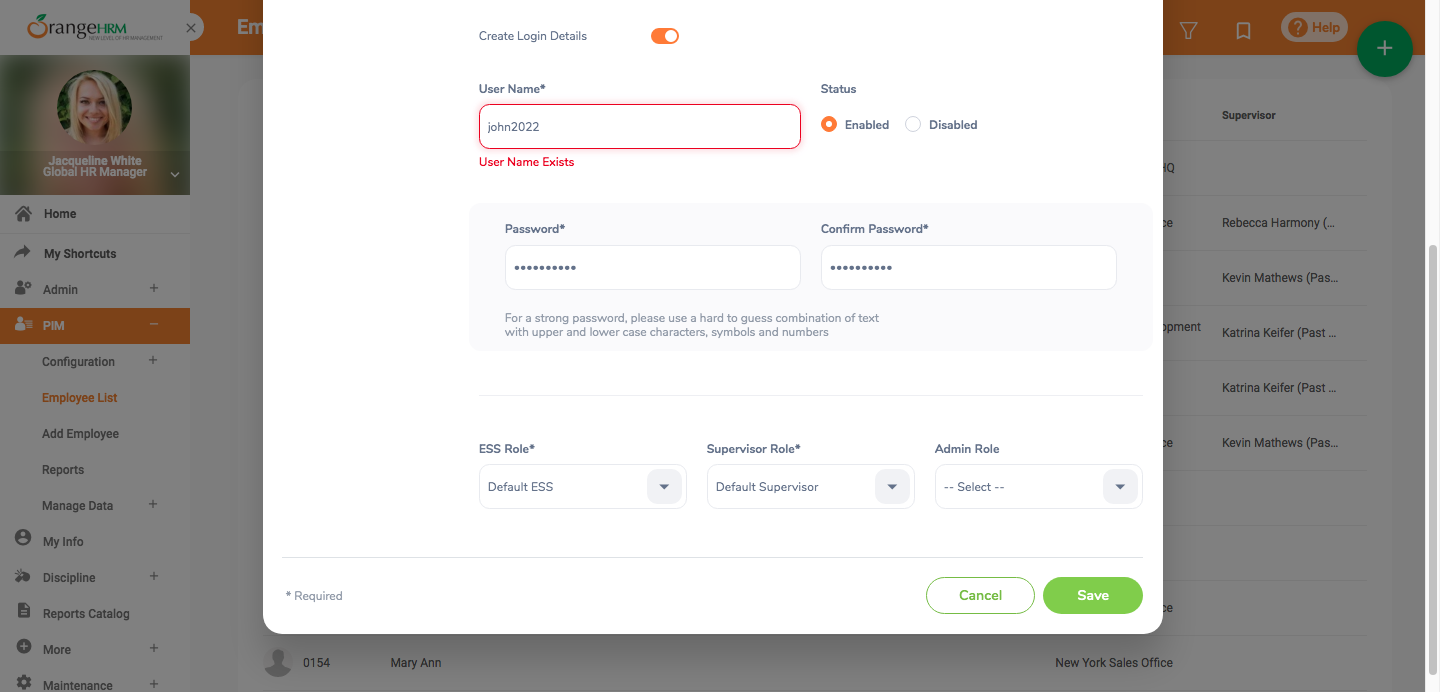 OrangeHRM
NEW LEVEL OF HR MANAGEMENT
Em
Help
Jacqueline White
Global HR Manager
Home
My Shortcuts
Admin
PIM
Configuration
Employee List
Add Employee
Reports
Manage Data
My Info
Discipline
Reports Catalog
More
Maintenance
Create Login Details
User Name*
john2022
User Name Exists
Status
Enabled
Disabled
Password*
••••••••••
Confirm Password*
••••••••••
For a strong password, please use a hard to guess combination of text
with upper and lower case characters, symbols and numbers
ESS Role*
Default ESS
Supervisor Role*
Default Supervisor
Admin Role
-- Select --
* Required
Cancel
Save
Supervisor
HQ
ce Rebecca Harmony (...
Kevin Mathews (Pas...
opment Katrina Keifer (Past ...
Katrina Keifer (Past ...
ce Kevin Mathews (Pas...
ce
0154 Mary Ann New York Sales Office